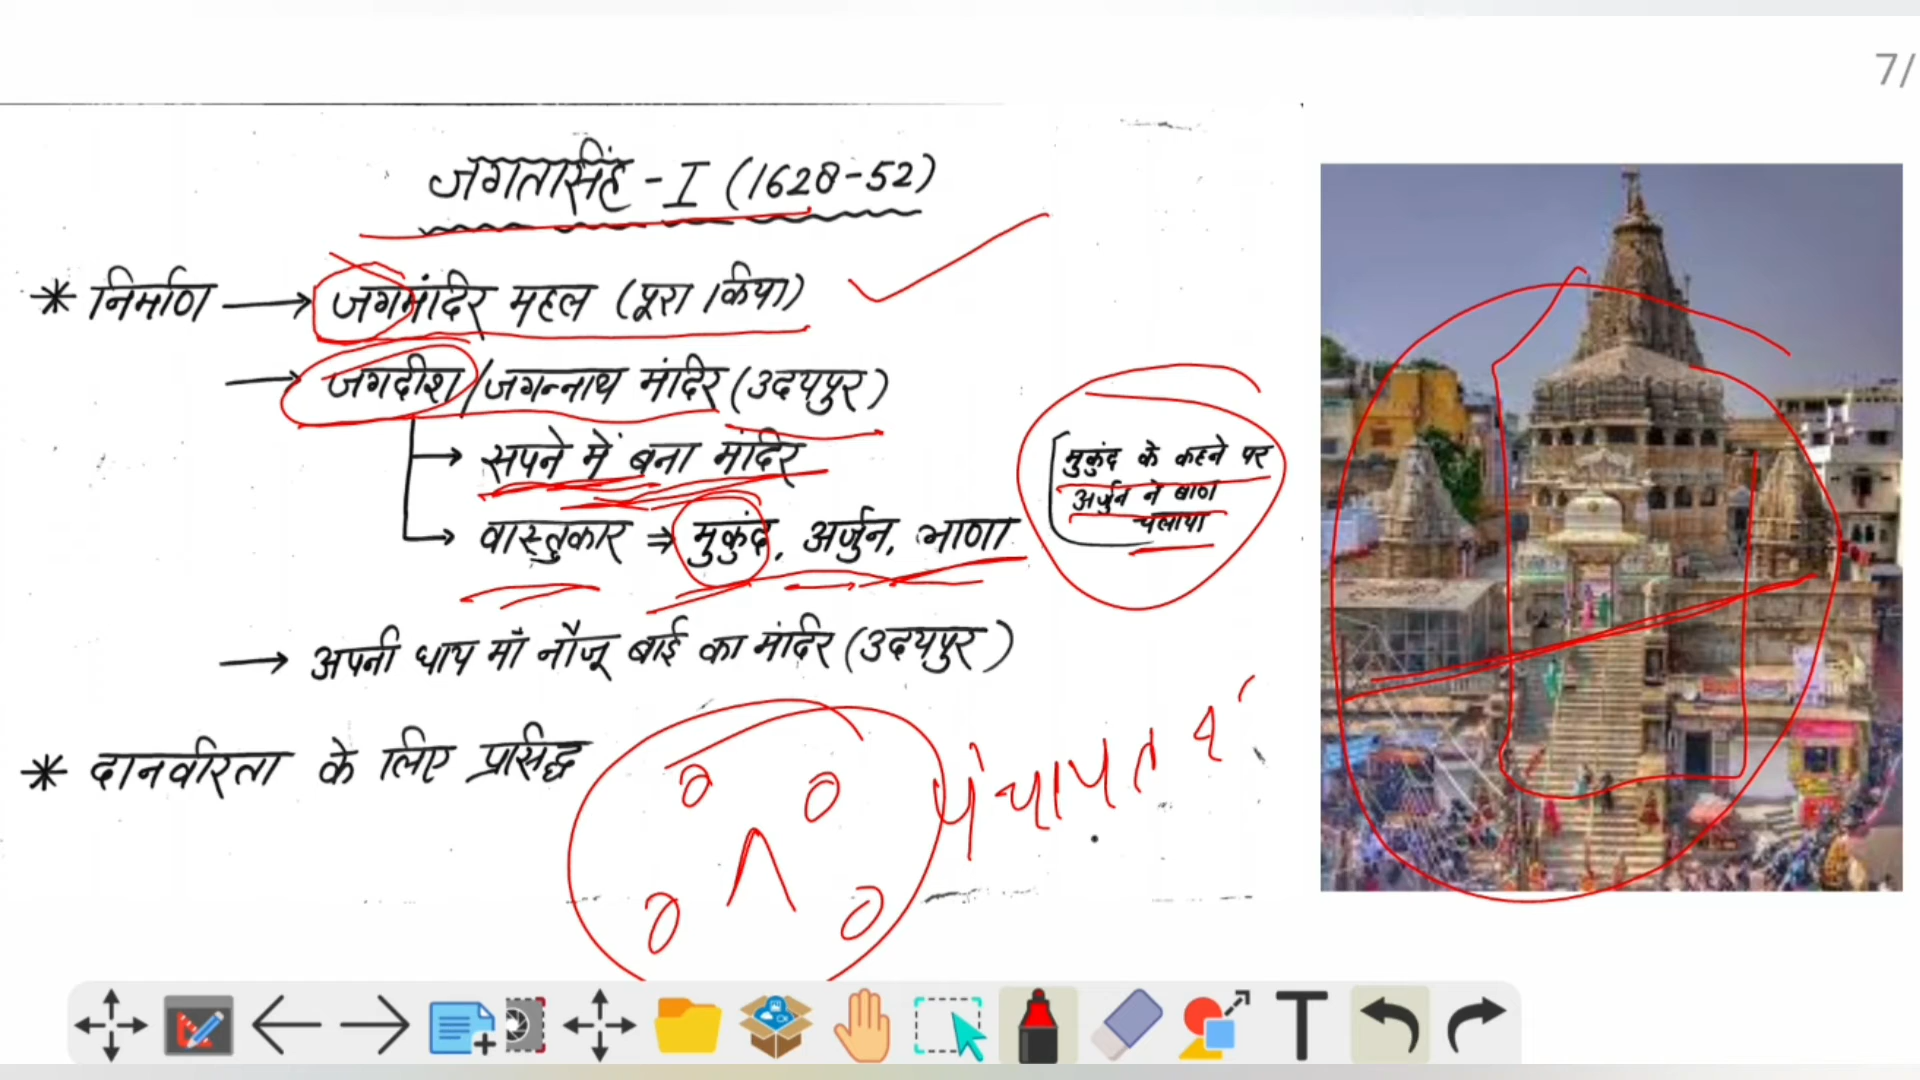 7/
जगतसिंह - I (1628-52)
* निर्माण → जगमंदिर महल (पूरा किया)
→ जगदीश/जगन्नाथ मंदिर (उदयपुर)
→ सपने में बना मंदिर
→ वास्तुकार ⇒ मुकुंद, अर्जुन, भाणा
[मुकुंद के कहने पर
अर्जुन ने बाण
चलाया
→ अपनी धाय माँ नौजू बाई का मंदिर (उदयपुर)
* दानवीरता के लिए प्रसिद्ध
पंचायत
T